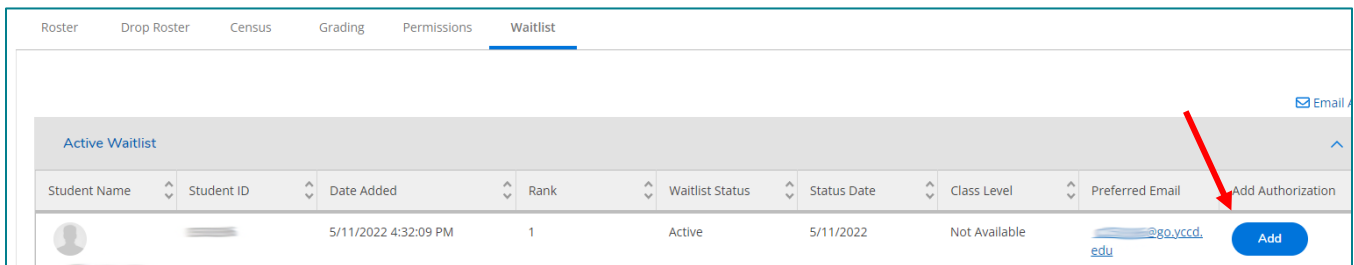 Roster Drop Roster Census Grading Permissions Waitlist
Email
Active Waitlist
Student Name Student ID Date Added Rank Waitlist Status Status Date Class Level Preferred Email Add Authorization
5/11/2022 4:32:09 PM 1 Active 5/11/2022 Not Available @go.yccd. Add
edu